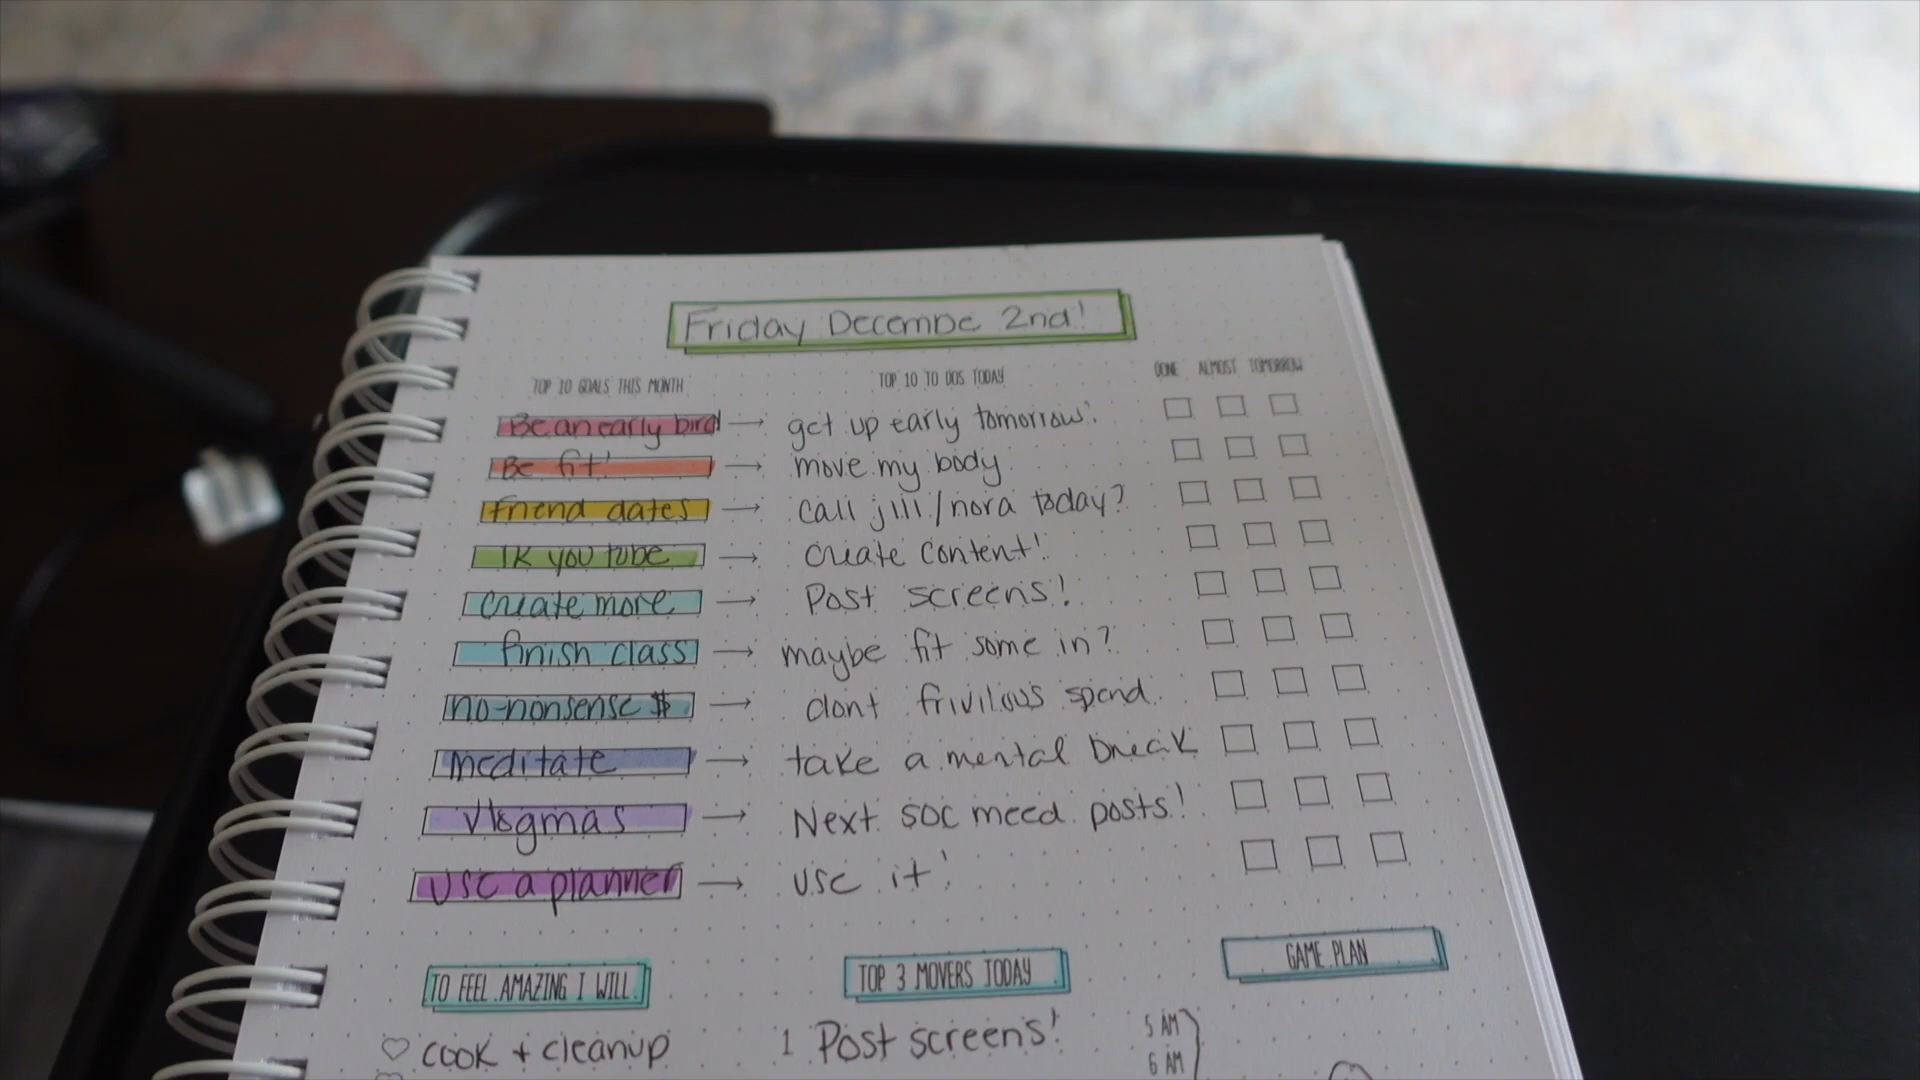 Friday Decembe 2nd!
TOP 10 GOALS THIS MONTH TOP 10 TO DOS TODAY DONE ALMOST TOMORROW
Be an early bird → get up early tomorrow!
Be fit! → move my body
friend dates → call jill/nora today?
1K you tube → create content!
create more → Post screens!
finish class → maybe fit some in?
no-nonsense $ → dont frivilous spend
meditate → take a mental break
vlogmas → Next soc meed posts!
use a planner → use it!
TO FEEL AMAZING I WILL TOP 3 MOVERS TODAY GAME PLAN
cook + cleanup 1 Post screens! 5 AM
6 AM